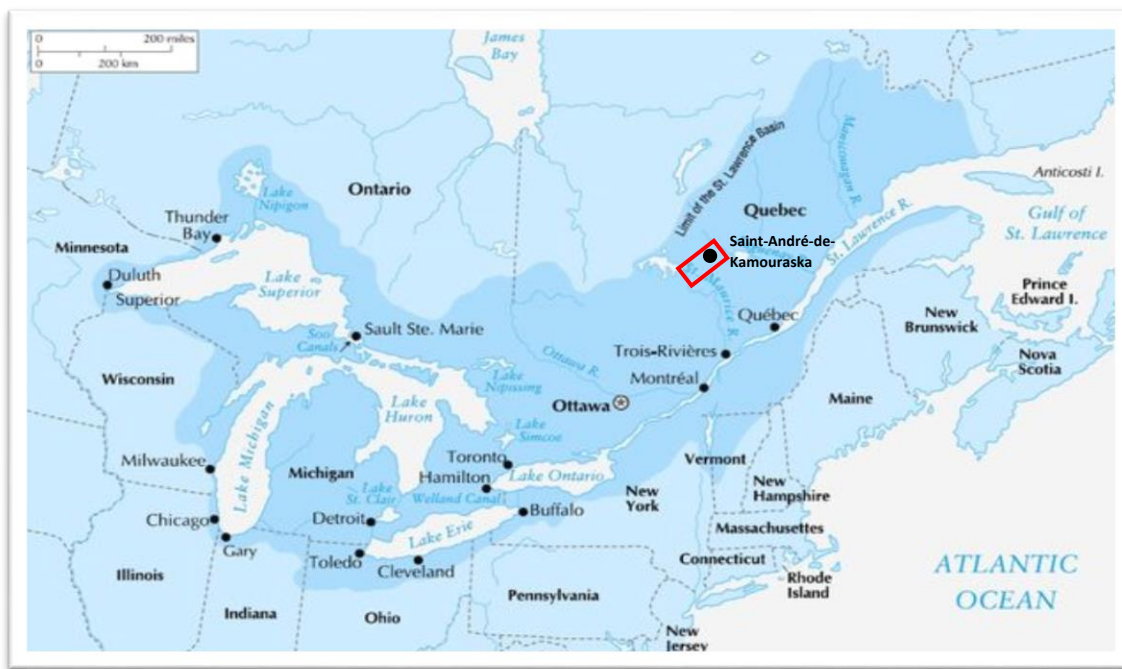 0
200 miles
0
200 km
James
Bay
Limit of the St. Lawrence Basin
Manicouagan R.
Anticosti I.
Lake
Nipigon
Ontario
Quebec
Gulf of
St. Lawrence
Thunder
Bay
St. Lawrence R.
Minnesota
Saint-André-de-
Kamouraska
Duluth
Superior
Lake
Superior
St. Maurice R.
Prince
Edward I.
Québec
New
Brunswick
Sault Ste. Marie
Soo
Canals
Trois-Rivières
Nova
Scotia
Ottawa R.
Lake
Nipissing
Wisconsin
Montréal
Lake
Huron
Ottawa
Maine
Lake Michigan
Lake
Simcoe
Toronto
Vermont
Milwaukee
Michigan
Hamilton
Lake Ontario
New
Hampshire
Lake
St. Clair
Welland Canal
New
York
Chicago
Detroit
Buffalo
Massachusetts
Gary
Lake Erie
Toledo
Cleveland
Connecticut
Rhode
Island
ATLANTIC
OCEAN
Illinois
Indiana
Ohio
Pennsylvania
New
Jersey